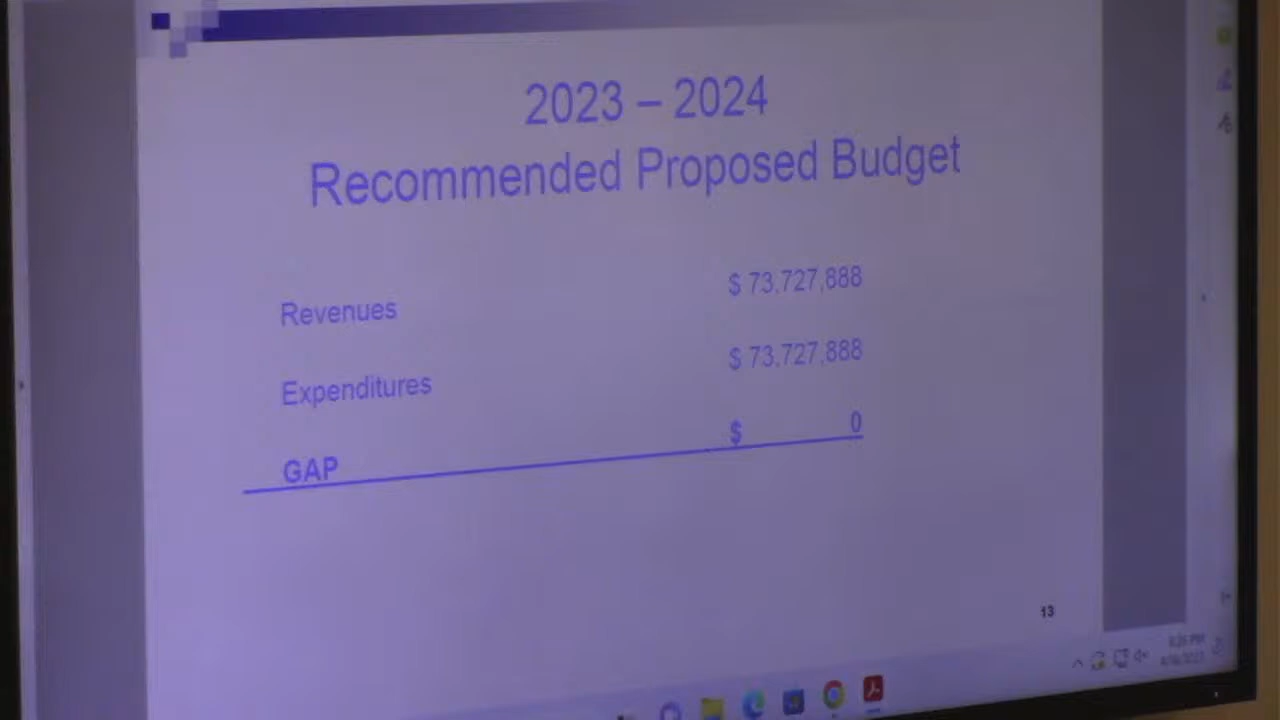 2023 – 2024
Recommended Proposed Budget
Revenues $ 73,727,888
Expenditures $ 73,727,888
GAP $ 0
13